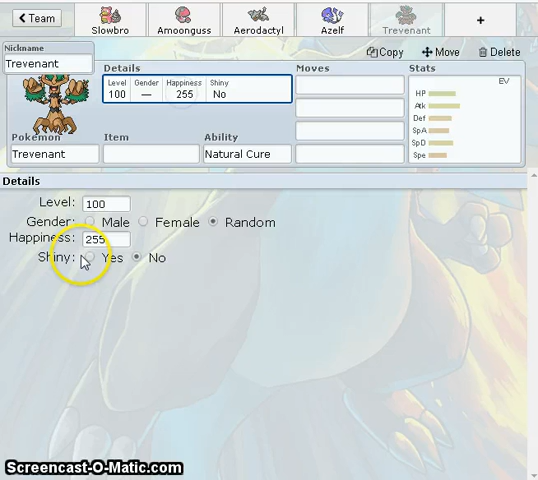 Team
Slowbro
Amoonguss
Aerodactyl
Azelf
Trevenant
+
Copy
Move
Delete
Nickname
Trevenant
Details
Level
Gender
Happiness
Shiny
100
—
255
No
Moves
Stats
EV
HP
Atk
Def
SpA
SpD
Spe
Pokémon
Item
Ability
Trevenant
Natural Cure
Details
Level: 100
Gender: Male Female Random
Happiness: 255
Shiny: Yes No
Screencast-O-Matic.com